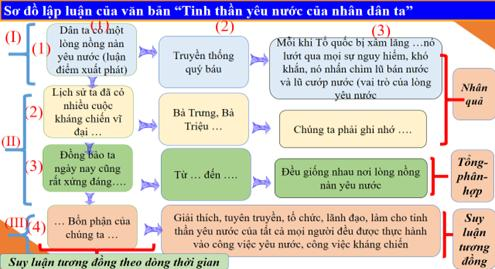 Sơ đồ lập luận của văn bản “Tinh thần yêu nước của nhân dân ta”
(1)
(2)
(3)
(I)
(1)
Dân ta có một
lòng nồng nàn
yêu nước (luận
điểm xuất phát)
Truyền thống
quý báu
Mỗi khi Tổ quốc bị xâm lăng …nó
lướt qua mọi sự nguy hiểm, khó
khăn, nó nhấn chìm lũ bán nước
và lũ cướp nước (vai trò của lòng
yêu nước
Nhân
quả
(II)
(2)
Lịch sử ta đã có
nhiều cuộc
kháng chiến vĩ
đại …
Bà Trưng, Bà
Triệu …
Chúng ta phải ghi nhớ ….
(3)
Đồng bào ta
ngày nay cũng
rất xứng đáng….
Từ … đến ….
Đều giống nhau nơi lòng nồng
nàn yêu nước
Tổng-
phân-
hợp
(III)
(4)
… Bổn phận của
chúng ta …
Giải thích, tuyên truyền, tổ chức, lãnh đạo, làm cho tinh
thần yêu nước của tất cả mọi người đều được thực hành
vào công việc yêu nước, công việc kháng chiến
Suy
luận
tương
đồng
Suy luận tương đồng theo dòng thời gian